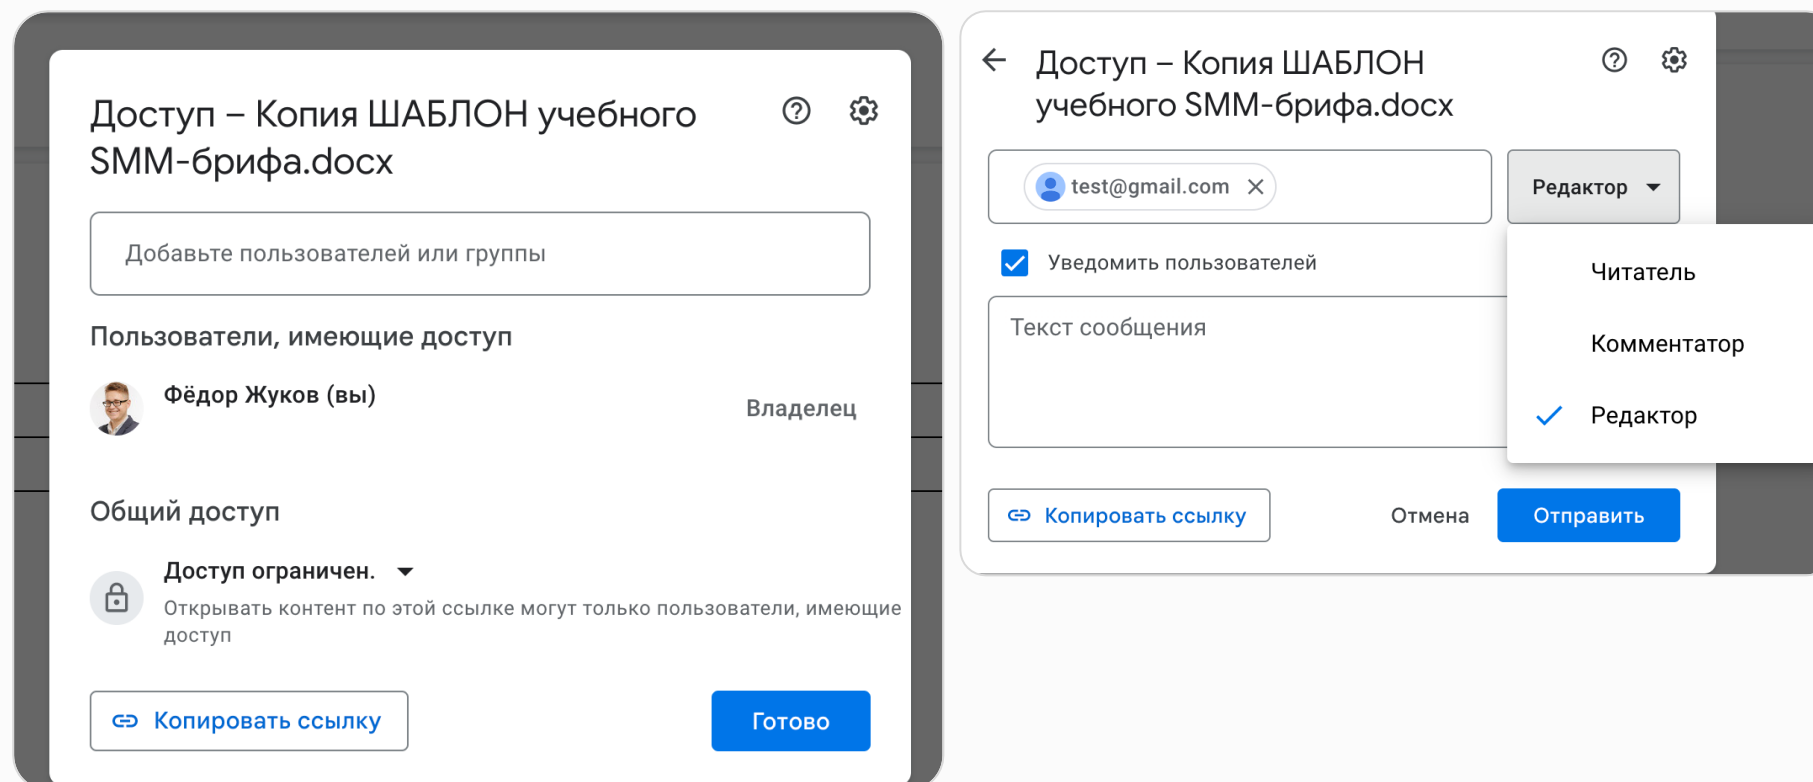 Доступ – Копия ШАБЛОН учебного
SMM-брифа.docx
Добавьте пользователей или группы
Пользователи, имеющие доступ
Фёдор Жуков (вы)
Владелец
Общий доступ
Доступ ограничен.
Открывать контент по этой ссылке могут только пользователи, имеющие
доступ
Копировать ссылку
Готово
Доступ – Копия ШАБЛОН
учебного SMM-брифа.docx
test@gmail.com
Редактор
Уведомить пользователей
Читатель
Текст сообщения
Комментатор
Редактор
Копировать ссылку
Отмена
Отправить